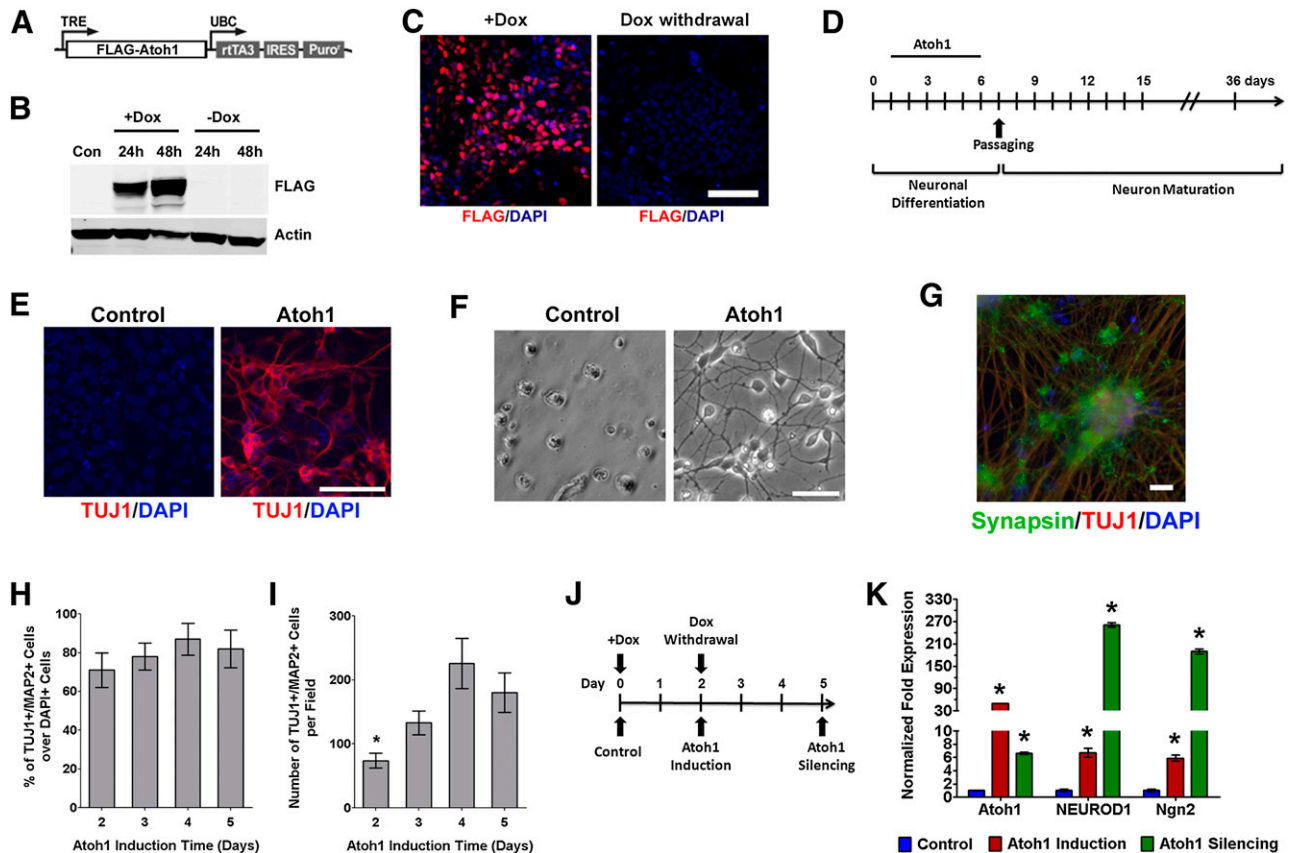 A
TRE
UBC
FLAG-Atoh1
rtTA3
IRES
Puroʳ
B
+Dox
-Dox
Con
24h
48h
24h
48h
FLAG
Actin
C
+Dox
Dox withdrawal
FLAG/DAPI
FLAG/DAPI
D
Atoh1
0
3
6
9
12
15
36 days
Passaging
Neuronal
Differentiation
Neuron Maturation
E
Control
Atoh1
TUJ1/DAPI
TUJ1/DAPI
F
Control
Atoh1
G
Synapsin/TUJ1/DAPI
H
% of TUJ1+/MAP2+ Cells
over DAPI+ Cells
100
80
60
40
20
0
2
3
4
5
Atoh1 Induction Time (Days)
I
Number of TUJ1+/MAP2+ Cells
per Field
300
200
100
0
*
2
3
4
5
Atoh1 Induction Time (Days)
J
+Dox
Dox
Withdrawal
Day
0
1
2
3
4
5
Control
Atoh1
Induction
Atoh1
Silencing
K
Normalized Fold Expression
330
270
210
150
90
30
8
6
4
2
0
*
*
*
*
*
*
Atoh1
NEUROD1
Ngn2
Control
Atoh1 Induction
Atoh1 Silencing